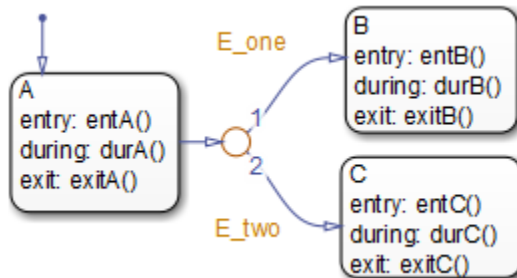 A
entry: entA()
during: durA()
exit: exitA()
E_one
1
2
E_two
B
entry: entB()
during: durB()
exit: exitB()
C
entry: entC()
during: durC()
exit: exitC()